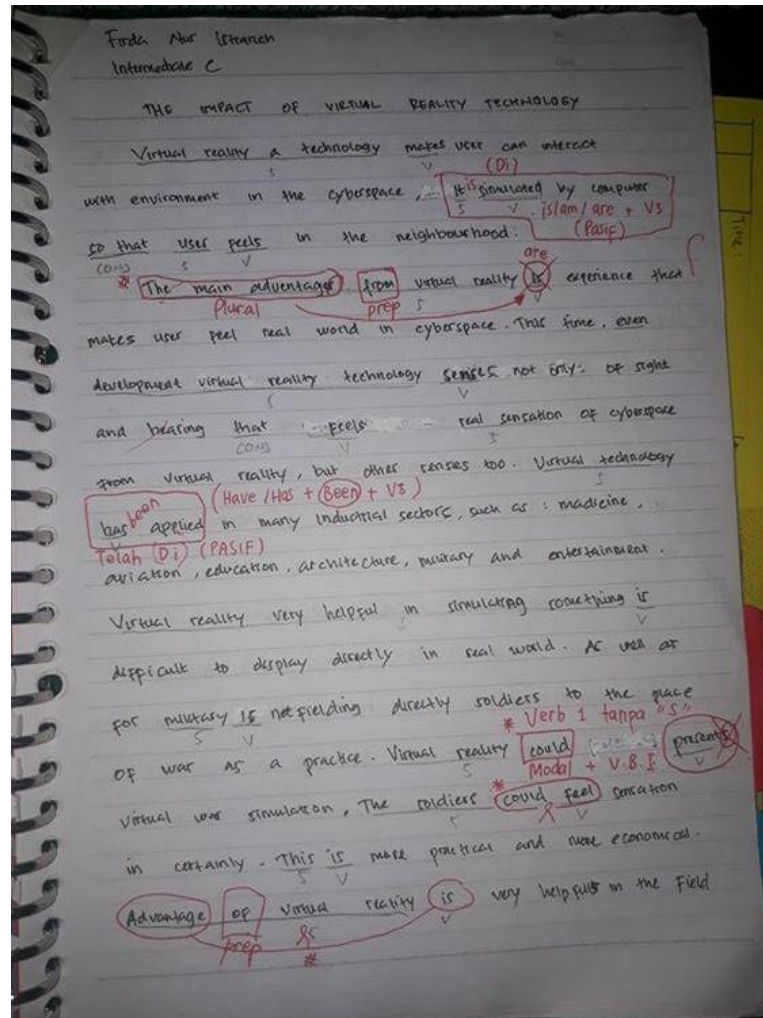 Firda Nur Istianah
Intermediate C
THE IMPACT OF VIRTUAL REALITY TECHNOLOGY
Virtual reality a technology makes user can interact
S V (Di)
with environment in the cyberspace, it is simulated by computer
S V is/am/are + V3
(Pasif)
so that user feels in the neighbourhood.
conj S V are
* The main advantages from virtual reality is experience that
Plural prep S V
makes user feel real world in cyberspace. This time, even
development virtual reality technology senses not only: of sight
S V
and hearing that feels real sensation of cyberspace
conj V S
from virtual reality, but other senses too. Virtual technology
S
been (Have/Has + Been + V3)
has applied in many industrial sectors, such as: madicine,
V
Telah (Di) (PASIF)
aviation, education, architecture, military and entertainment.
Virtual reality very helpful in simulating something is
V
difficult to display directly in real world. As well as
for military is not fielding directly soldiers to the place
S V * Verb 1 tanpa "S"
of war as a practice. Virtual reality could presents
S Modal + V.B.I V
virtual war simulation, The soldiers * could feel sensation
S V
in certainly. This is more practical and more economical.
S V
Advantage of virtual reality is very helpfull in the Field
prep S V
*
Time: